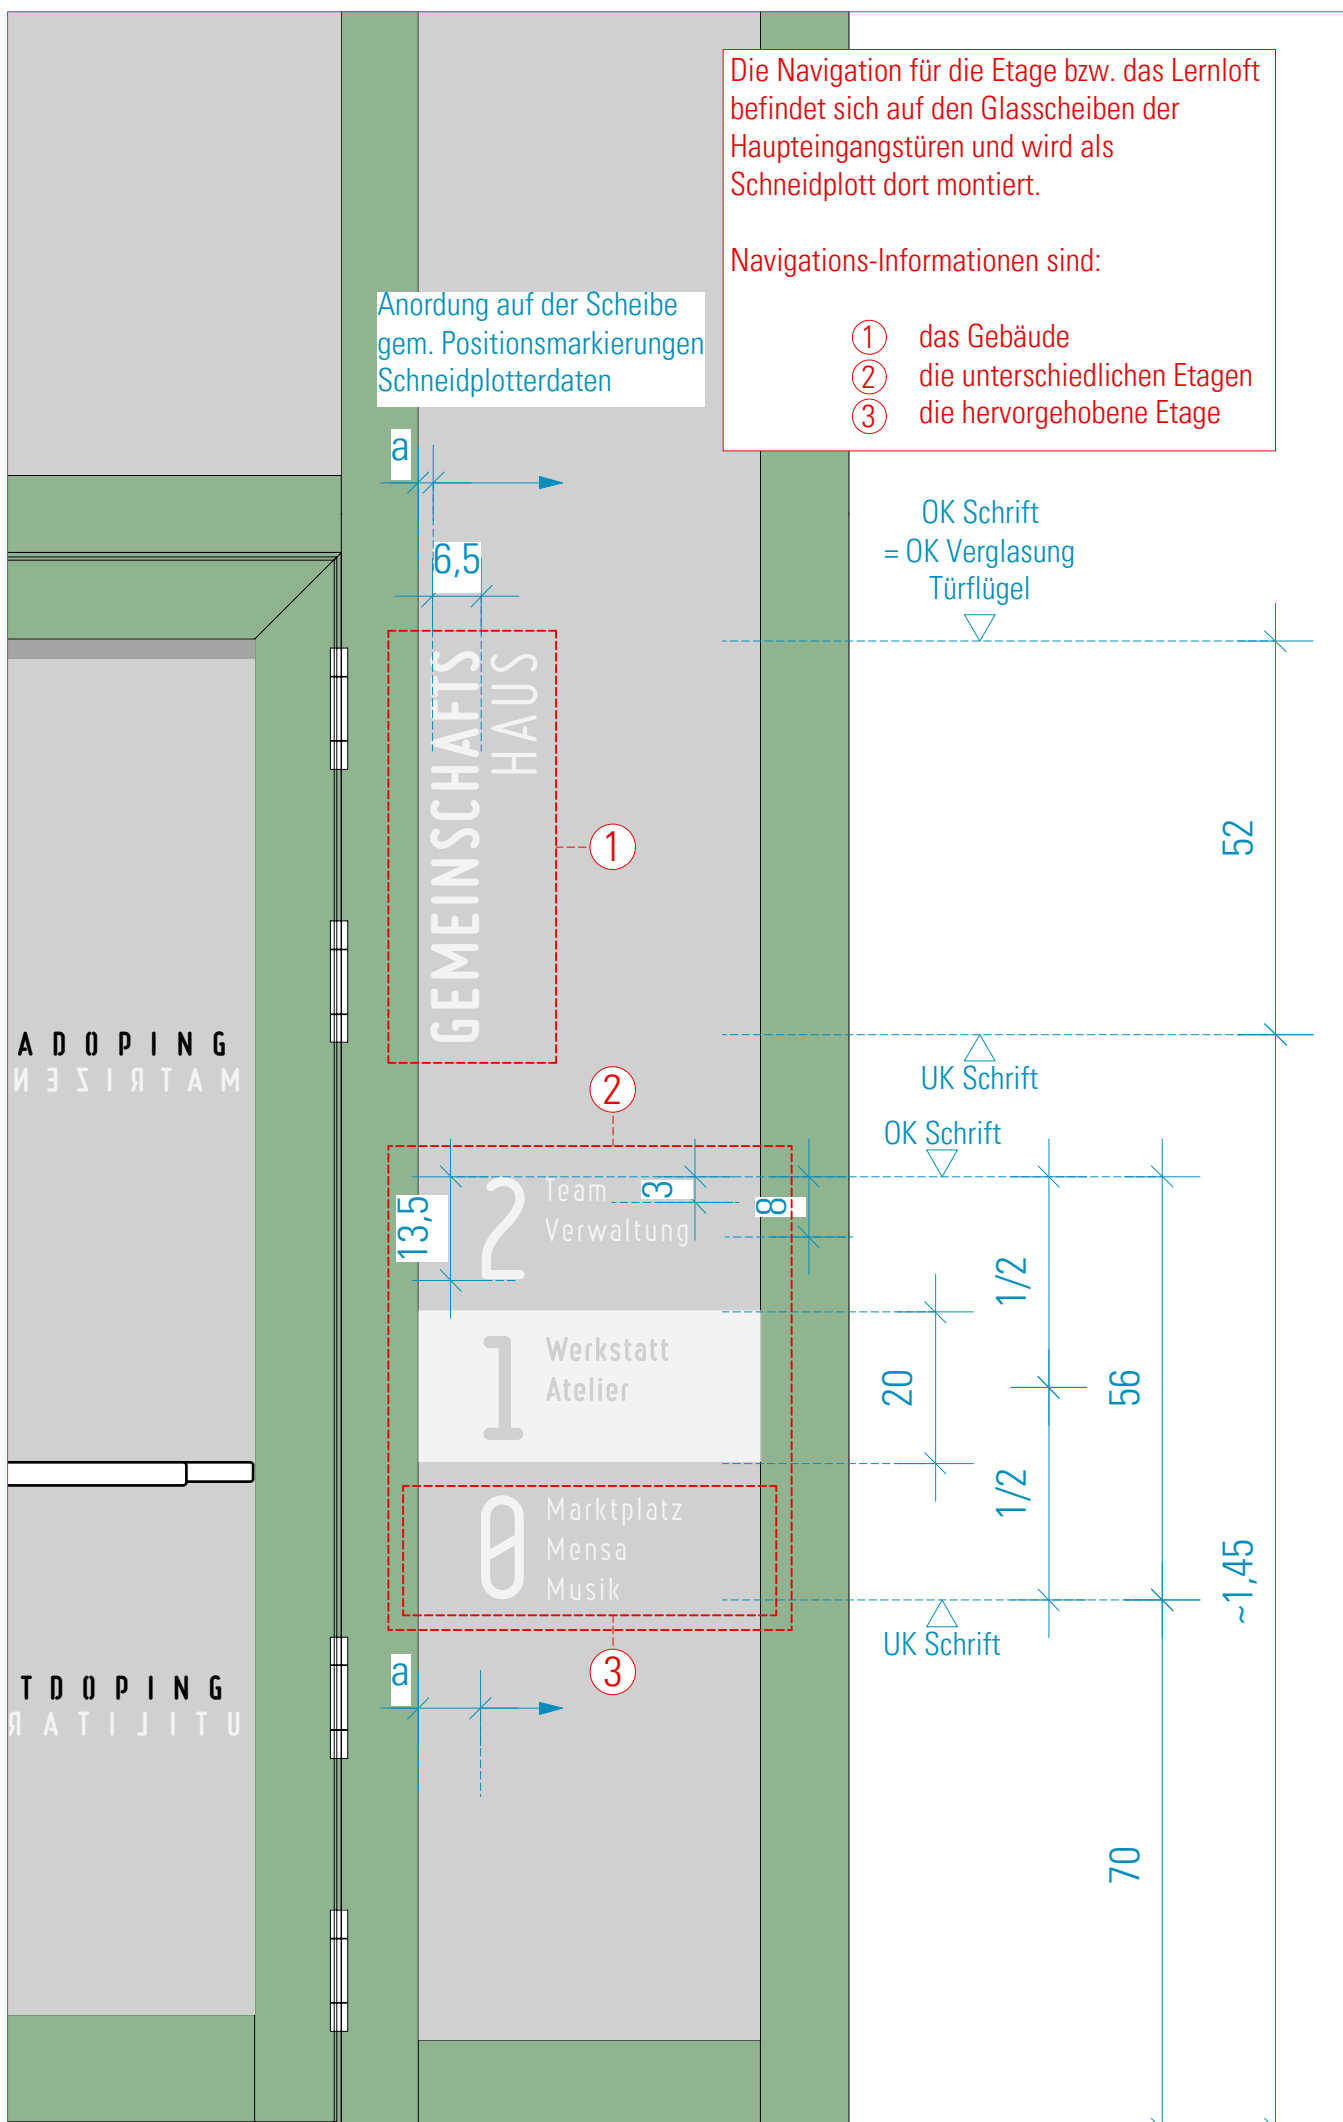 Die Navigation für die Etage bzw. das Lernloft
befindet sich auf den Glasscheiben der
Haupteingangstüren und wird als
Schneidplott dort montiert.
Navigations-Informationen sind:
1 das Gebäude
2 die unterschiedlichen Etagen
3 die hervorgehobene Etage
Anordung auf der Scheibe
gem. Positionsmarkierungen
Schneidplotterdaten
a
6,5
OK Schrift
= OK Verglasung
Türflügel
GEMEINSCHAFTS
HAUS
1
52
ADOPING
MATRIZEN
UK Schrift
2
OK Schrift
13,5
2 Team
Verwaltung
3
8
1/2
1 Werkstatt
Atelier
20
56
1/2
0 Marktplatz
Mensa
Musik
~1,45
UK Schrift
3
a
TDOPING
UTILITAR
70